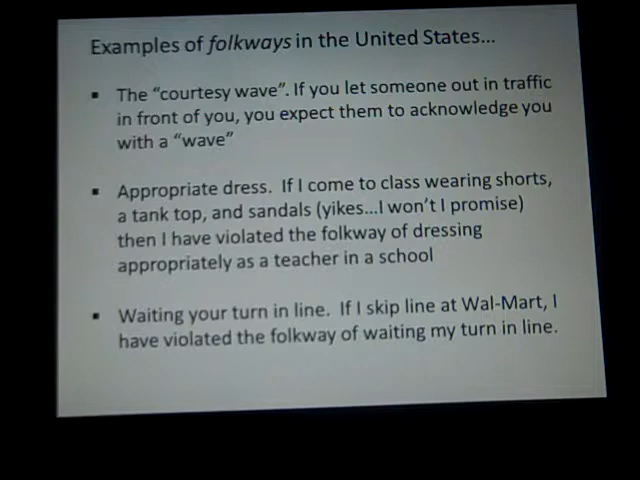 Examples of folkways in the United States...
▪ The “courtesy wave”. If you let someone out in traffic
in front of you, you expect them to acknowledge you
with a “wave”
▪ Appropriate dress. If I come to class wearing shorts,
a tank top, and sandals (yikes...I won’t I promise)
then I have violated the folkway of dressing
appropriately as a teacher in a school
▪ Waiting your turn in line. If I skip line at Wal-Mart, I
have violated the folkway of waiting my turn in line.